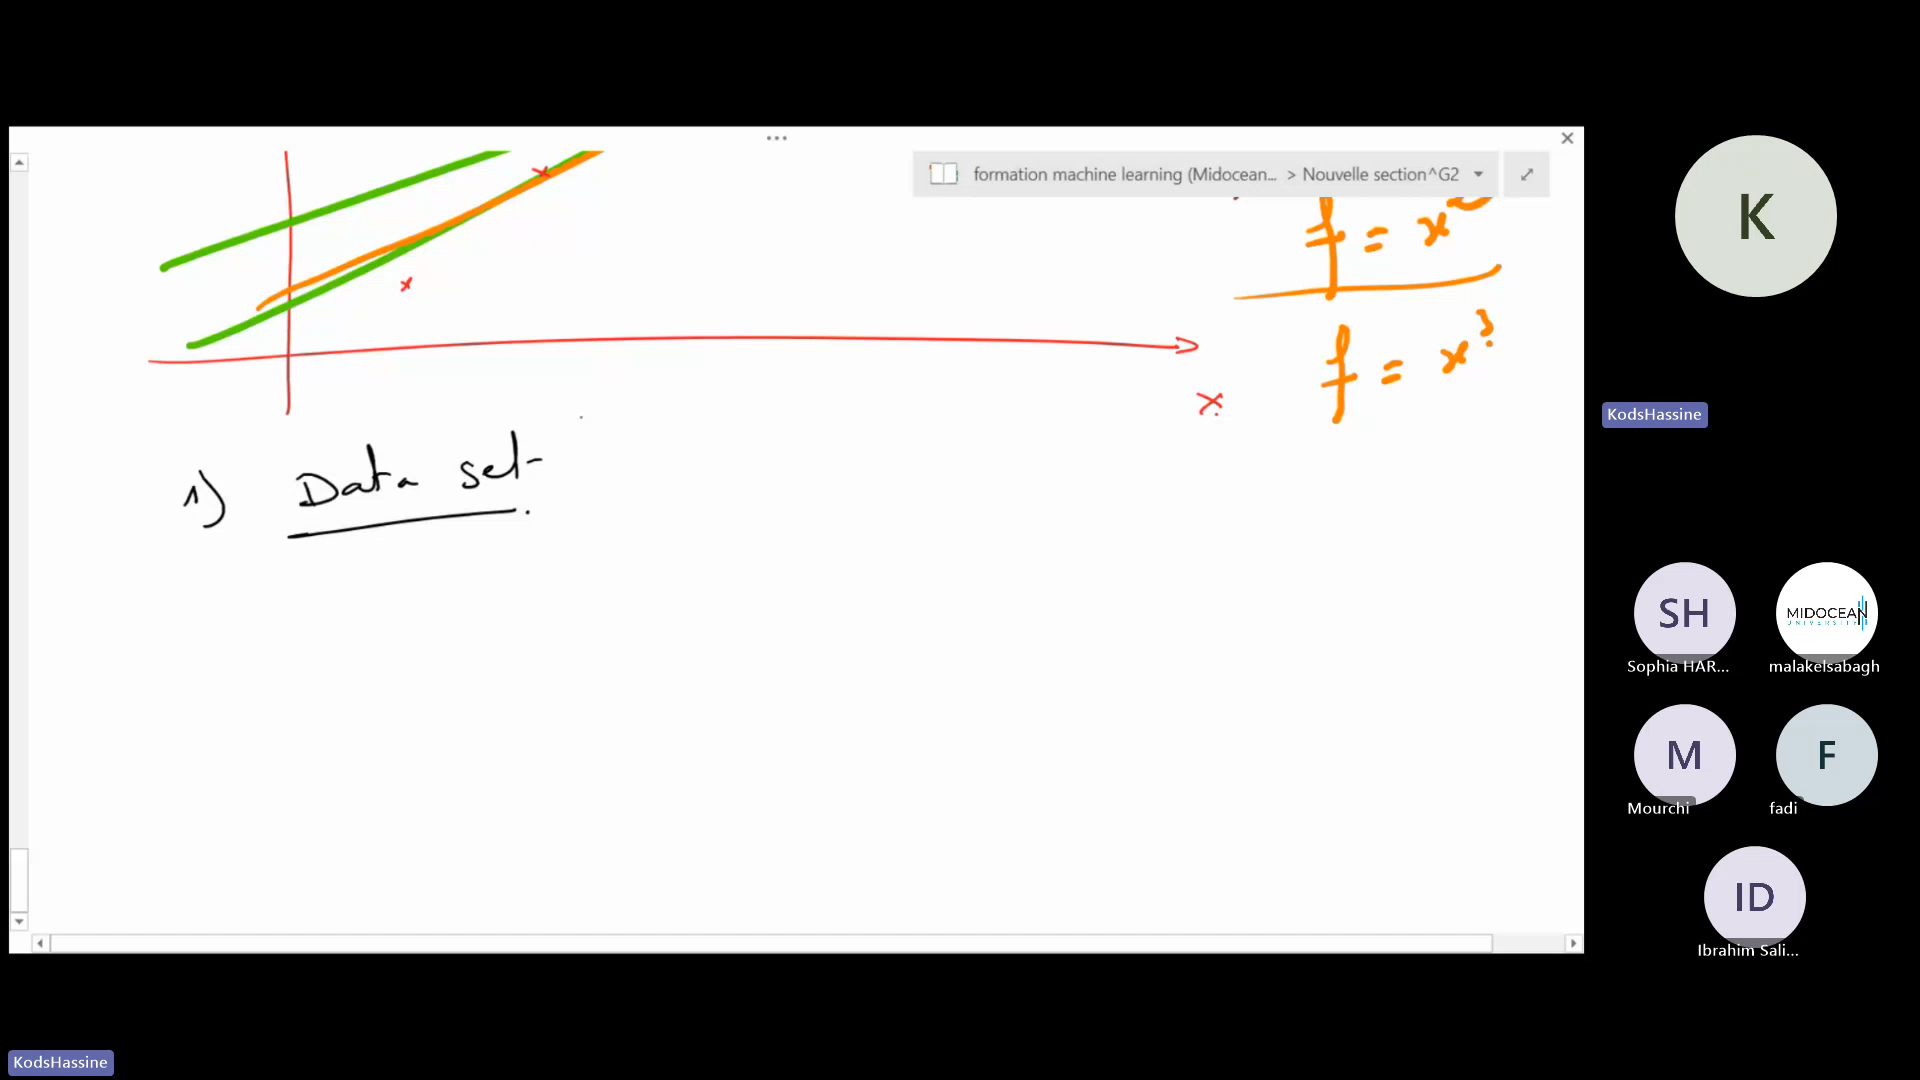 formation machine learning (Midocean... > Nouvelle section^G2
f = x
f = x³
x
1) Data set
K
KodsHassine
SH
Sophia HAR...
MIDOCEAN
UNIVERSITY
malakelsabagh
M
Mourchi
F
fadi
ID
Ibrahim Sali...
KodsHassine